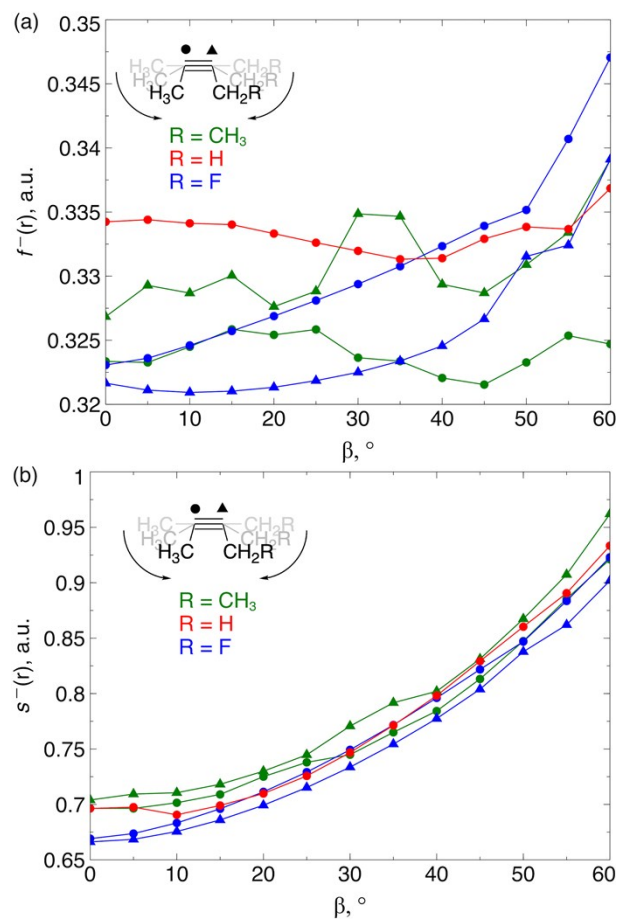 (a)
0.35
0.345
0.34
0.335
0.33
0.325
0.32
f⁻(r), a.u.
H₃C CH₂R
H₃C CH₂R
H₃C CH₂R
R = CH₃
R = H
R = F
0 10 20 30 40 50 60
β, °
(b)
1
0.95
0.9
0.85
0.8
0.75
0.7
0.65
s⁻(r), a.u.
H₃C CH₂R
H₃C CH₂R
H₃C CH₂R
R = CH₃
R = H
R = F
0 10 20 30 40 50 60
β, °